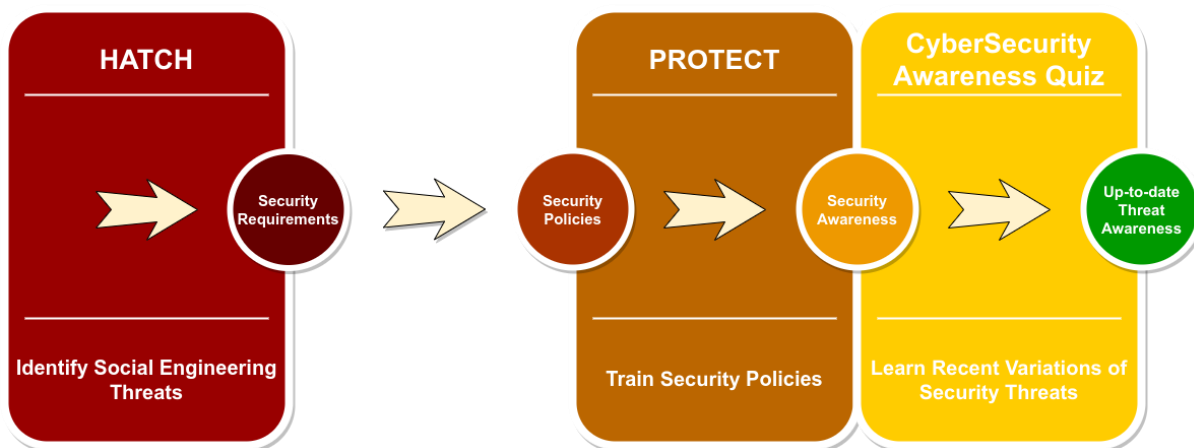 HATCH
Security
Requirements
Identify Social Engineering
Threats
Security
Policies
PROTECT
Train Security Policies
Security
Awareness
CyberSecurity
Awareness Quiz
Learn Recent Variations of
Security Threats
Up-to-date
Threat
Awareness